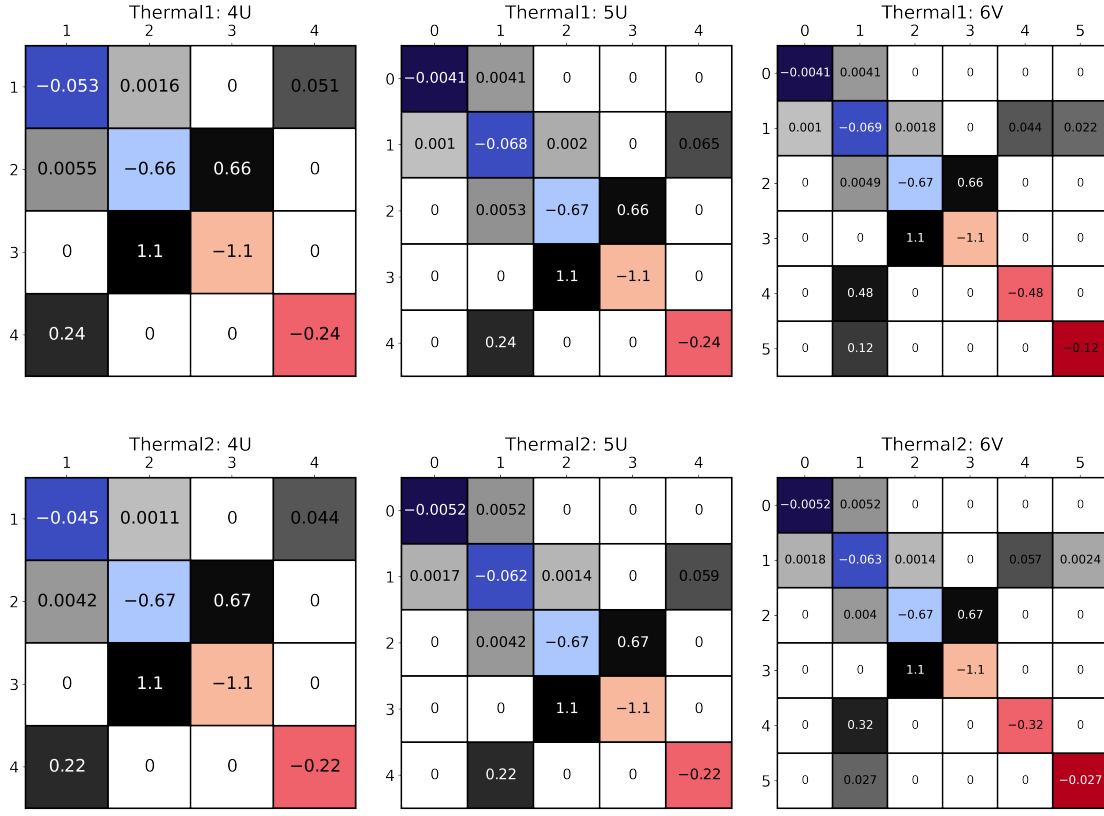 Thermal1: 4U
1 2 3 4
1 −0.053 0.0016 0 0.051
2 0.0055 −0.66 0.66 0
3 0 1.1 −1.1 0
4 0.24 0 0 −0.24
Thermal1: 5U
0 1 2 3 4
0 −0.0041 0.0041 0 0 0
1 0.001 −0.068 0.002 0 0.065
2 0 0.0053 −0.67 0.66 0
3 0 0 1.1 −1.1 0
4 0 0.24 0 0 −0.24
Thermal1: 6V
0 1 2 3 4 5
0 −0.0041 0.0041 0 0 0 0
1 0.001 −0.069 0.0018 0 0.044 0.022
2 0 0.0049 −0.67 0.66 0 0
3 0 0 1.1 −1.1 0 0
4 0 0.48 0 0 −0.48 0
5 0 0.12 0 0 0 −0.12
Thermal2: 4U
1 2 3 4
1 −0.045 0.0011 0 0.044
2 0.0042 −0.67 0.67 0
3 0 1.1 −1.1 0
4 0.22 0 0 −0.22
Thermal2: 5U
0 1 2 3 4
0 −0.0052 0.0052 0 0 0
1 0.0017 −0.062 0.0014 0 0.059
2 0 0.0042 −0.67 0.67 0
3 0 0 1.1 −1.1 0
4 0 0.22 0 0 −0.22
Thermal2: 6V
0 1 2 3 4 5
0 −0.0052 0.0052 0 0 0 0
1 0.0018 −0.063 0.0014 0 0.057 0.0024
2 0 0.004 −0.67 0.67 0 0
3 0 0 1.1 −1.1 0 0
4 0 0.32 0 0 −0.32 0
5 0 0.027 0 0 0 −0.027